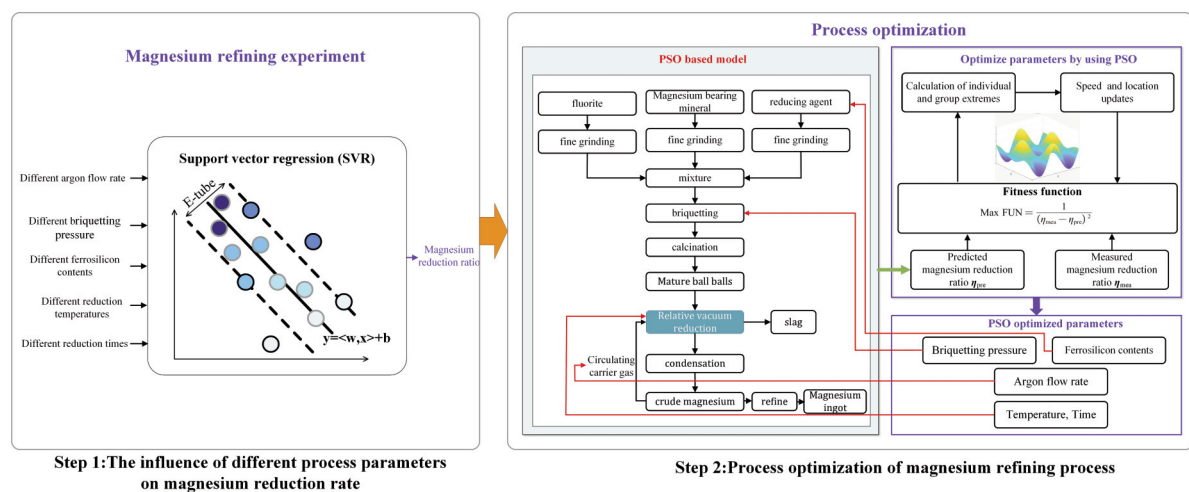 Magnesium refining experiment
Support vector regression (SVR)
E-tube
y=<w,x>+b
Different argon flow rate
Different briquetting
pressure
Different ferrosilicon
contents
Different reduction
temperatures
Different reduction times
Magnesium
reduction ratio
Step 1:The influence of different process parameters
on magnesium reduction rate
Process optimization
PSO based model
fluorite
Magnesium bearing
mineral
reducing agent
fine grinding
fine grinding
fine grinding
mixture
briquetting
calcination
Mature ball balls
Relative vacuum
reduction
slag
Circulating
carrier gas
condensation
crude magnesium
refine
Magnesium
ingot
Optimize parameters by using PSO
Calculation of individual
and group extremes
Speed and location
updates
Fitness function
Max FUN = 1 / (η_mea − η_pre)²
Predicted
magnesium reduction
ratio η_pre
Measured
magnesium reduction
ratio η_mea
PSO optimized parameters
Briquetting pressure
Ferrosilicon contents
Argon flow rate
Temperature, Time
Step 2:Process optimization of magnesium refining process